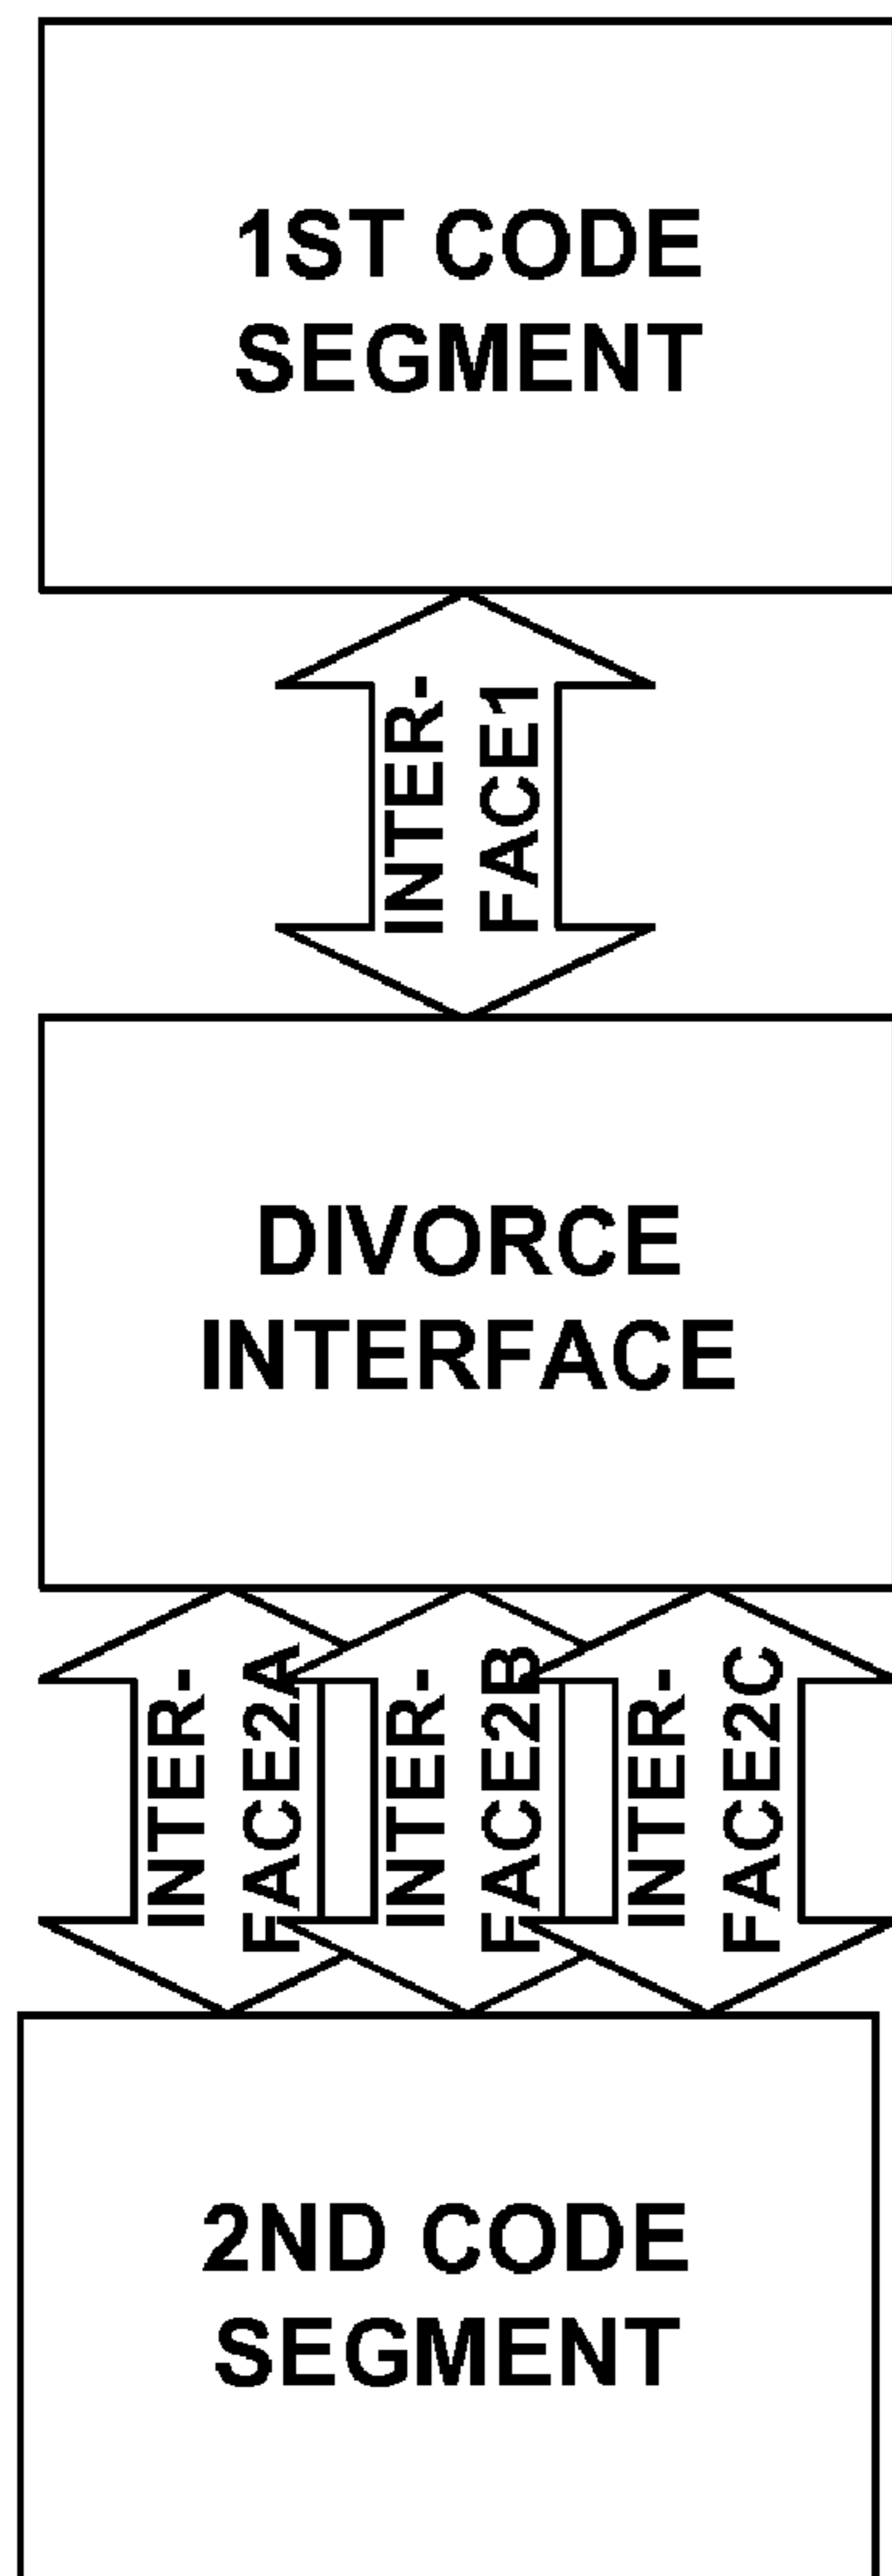 1ST CODE
SEGMENT
INTER-
FACE1
DIVORCE
INTERFACE
INTER-
FACE2A
INTER-
FACE2B
INTER-
FACE2C
2ND CODE
SEGMENT